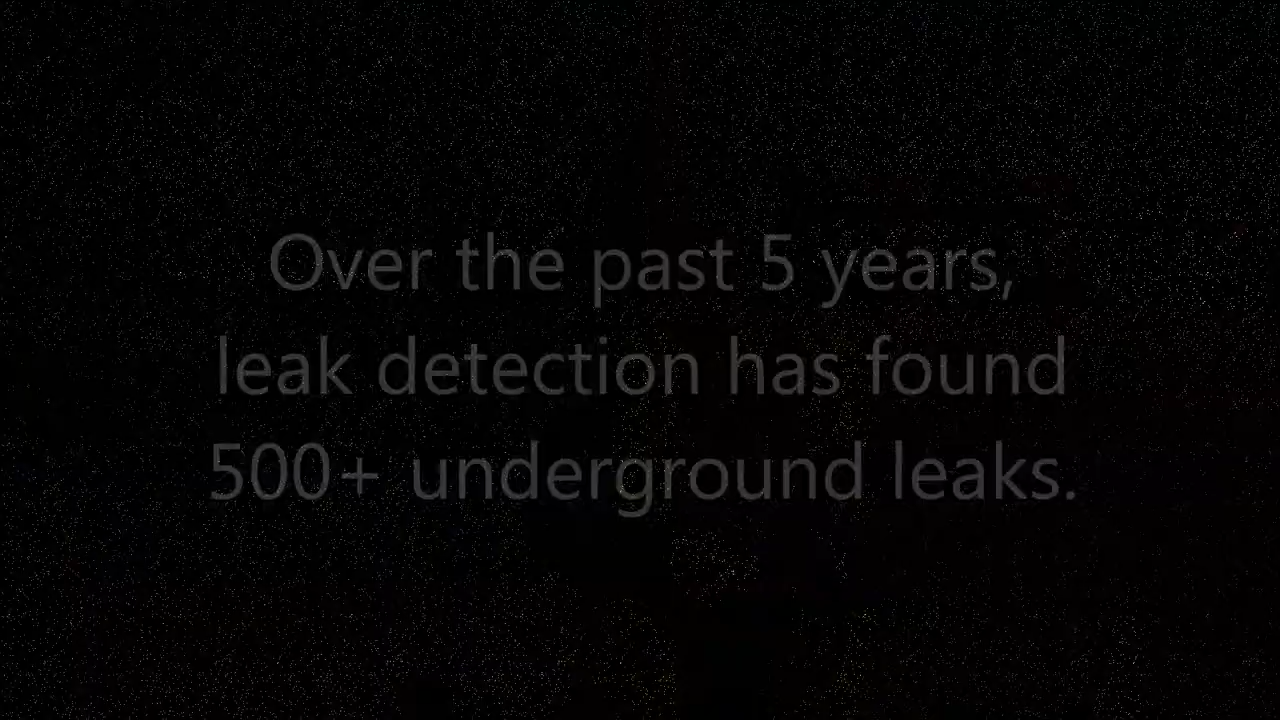 Over the past 5 years,
leak detection has found
500+ underground leaks.